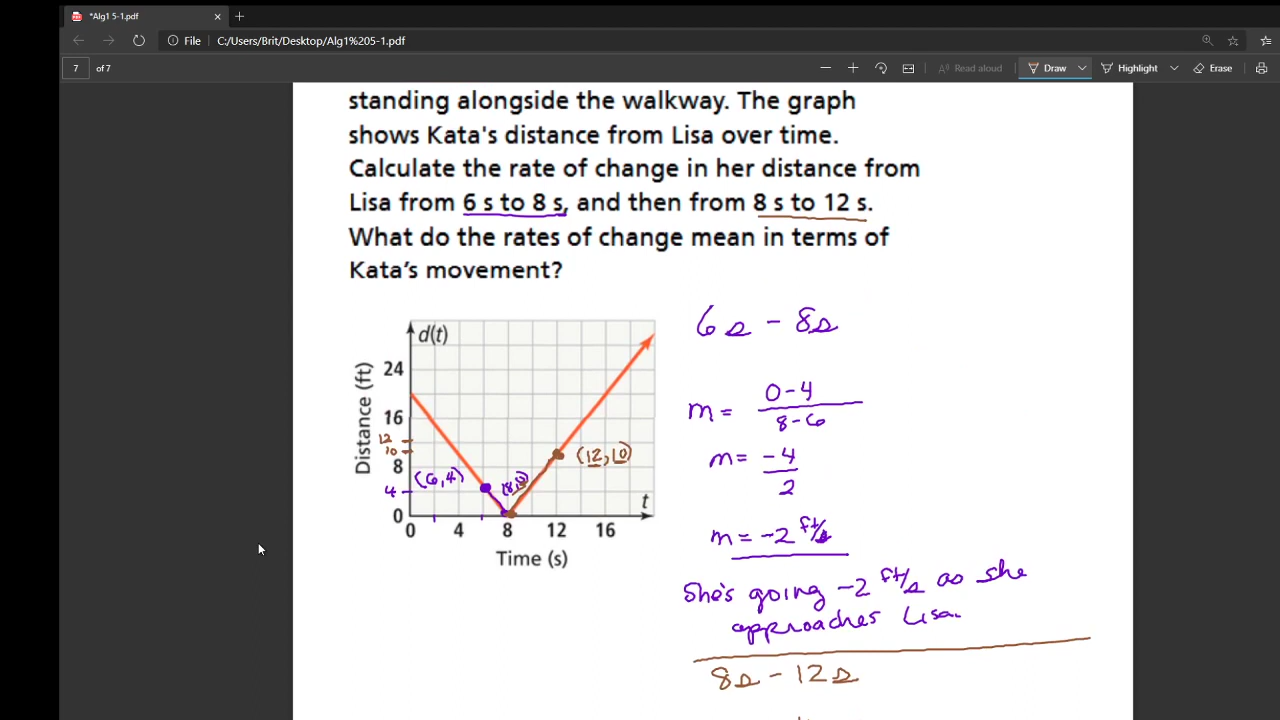 *Alg1 5-1.pdf
File | C:/Users/Brit/Desktop/Alg1%205-1.pdf
7 of 7 Read aloud Draw Highlight Erase
standing alongside the walkway. The graph
shows Kata's distance from Lisa over time.
Calculate the rate of change in her distance from
Lisa from 6 s to 8 s, and then from 8 s to 12 s.
What do the rates of change mean in terms of
Kata's movement?
d(t)
24
16
12
10
8
4
0
0 4 8 12 16
t
Distance (ft)
Time (s)
(6,4)
(8,0)
(12,10)
6s - 8s
m = 0-4
8-6
m = -4
2
m = -2 ft/s
She's going -2 ft/s as she
approaches Lisa.
8s - 12s